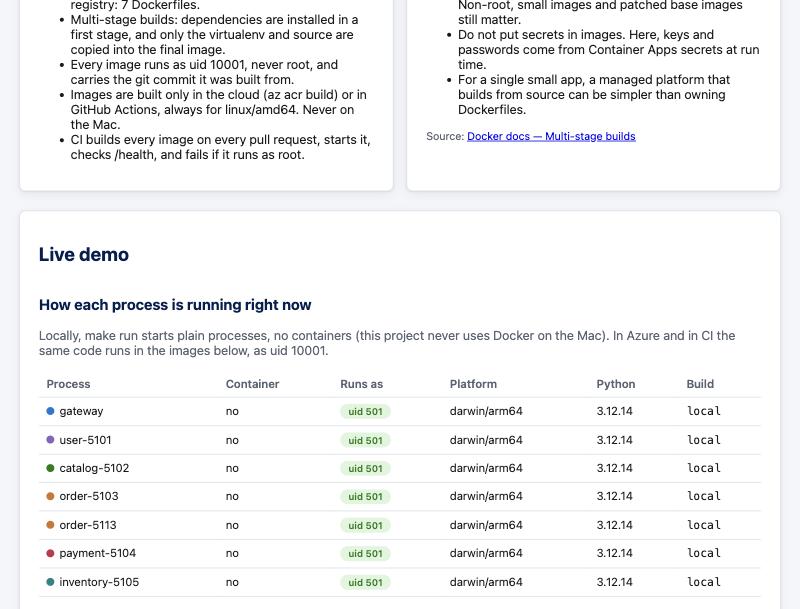 registry: 7 Dockerfiles.
• Multi-stage builds: dependencies are installed in a
first stage, and only the virtualenv and source are
copied into the final image.
• Every image runs as uid 10001, never root, and
carries the git commit it was built from.
• Images are built only in the cloud (az acr build) or in
GitHub Actions, always for linux/amd64. Never on
the Mac.
• CI builds every image on every pull request, starts it,
checks /health, and fails if it runs as root.
Non-root, small images and patched base images
still matter.
• Do not put secrets in images. Here, keys and
passwords come from Container Apps secrets at run
time.
• For a single small app, a managed platform that
builds from source can be simpler than owning
Dockerfiles.
Source: Docker docs — Multi-stage builds
Live demo
How each process is running right now
Locally, make run starts plain processes, no containers (this project never uses Docker on the Mac). In Azure and in CI the
same code runs in the images below, as uid 10001.
Process Container Runs as Platform Python Build
gateway no uid 501 darwin/arm64 3.12.14 local
user-5101 no uid 501 darwin/arm64 3.12.14 local
catalog-5102 no uid 501 darwin/arm64 3.12.14 local
order-5103 no uid 501 darwin/arm64 3.12.14 local
order-5113 no uid 501 darwin/arm64 3.12.14 local
payment-5104 no uid 501 darwin/arm64 3.12.14 local
inventory-5105 no uid 501 darwin/arm64 3.12.14 local